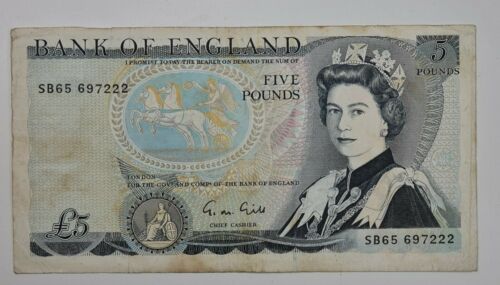 BANK OF ENGLAND
I PROMISE TO PAY THE BEARER ON DEMAND THE SUM OF
5
POUNDS
SB65 697222
FIVE
POUNDS
LONDON
FOR THE GOVR AND COMPA OF THE BANK OF ENGLAND
£5
G.M. Gill
CHIEF CASHIER
SB65 697222